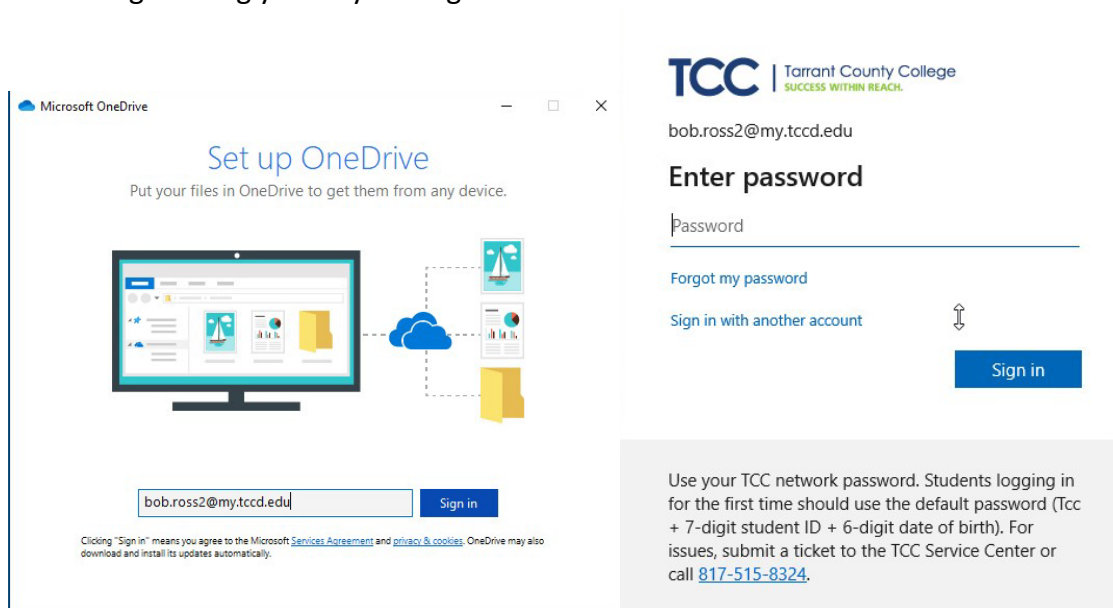 Microsoft OneDrive
Set up OneDrive
Put your files in OneDrive to get them from any device.
bob.ross2@my.tccd.edu
Sign in
Clicking "Sign in" means you agree to the Microsoft Services Agreement and privacy & cookies. OneDrive may also
download and install its updates automatically.
TCC
Tarrant County College
SUCCESS WITHIN REACH.
bob.ross2@my.tccd.edu
Enter password
Password
Forgot my password
Sign in with another account
Sign in
Use your TCC network password. Students logging in
for the first time should use the default password (Tcc
+ 7-digit student ID + 6-digit date of birth). For
issues, submit a ticket to the TCC Service Center or
call 817-515-8324.